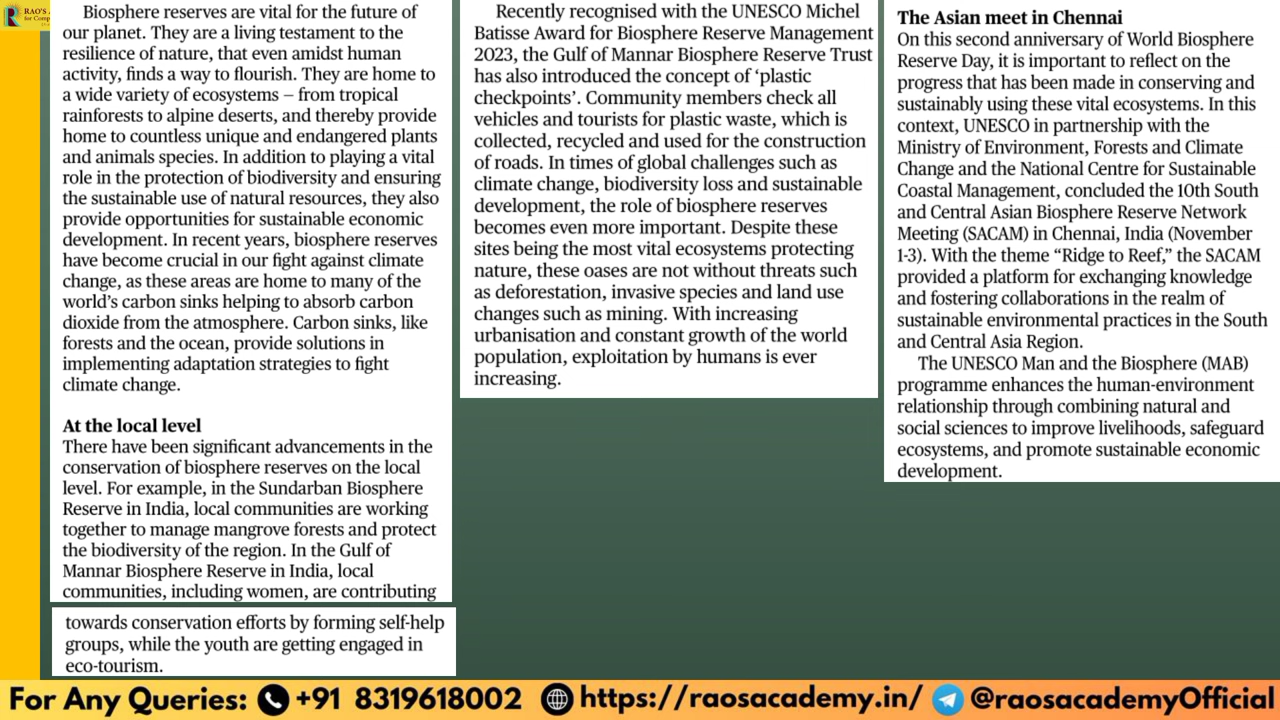 RAO'S
for Comp
Biosphere reserves are vital for the future of
our planet. They are a living testament to the
resilience of nature, that even amidst human
activity, finds a way to flourish. They are home to
a wide variety of ecosystems — from tropical
rainforests to alpine deserts, and thereby provide
home to countless unique and endangered plants
and animals species. In addition to playing a vital
role in the protection of biodiversity and ensuring
the sustainable use of natural resources, they also
provide opportunities for sustainable economic
development. In recent years, biosphere reserves
have become crucial in our fight against climate
change, as these areas are home to many of the
world's carbon sinks helping to absorb carbon
dioxide from the atmosphere. Carbon sinks, like
forests and the ocean, provide solutions in
implementing adaptation strategies to fight
climate change.
At the local level
There have been significant advancements in the
conservation of biosphere reserves on the local
level. For example, in the Sundarban Biosphere
Reserve in India, local communities are working
together to manage mangrove forests and protect
the biodiversity of the region. In the Gulf of
Mannar Biosphere Reserve in India, local
communities, including women, are contributing
towards conservation efforts by forming self-help
groups, while the youth are getting engaged in
eco-tourism.
Recently recognised with the UNESCO Michel
Batisse Award for Biosphere Reserve Management
2023, the Gulf of Mannar Biosphere Reserve Trust
has also introduced the concept of 'plastic
checkpoints'. Community members check all
vehicles and tourists for plastic waste, which is
collected, recycled and used for the construction
of roads. In times of global challenges such as
climate change, biodiversity loss and sustainable
development, the role of biosphere reserves
becomes even more important. Despite these
sites being the most vital ecosystems protecting
nature, these oases are not without threats such
as deforestation, invasive species and land use
changes such as mining. With increasing
urbanisation and constant growth of the world
population, exploitation by humans is ever
increasing.
The Asian meet in Chennai
On this second anniversary of World Biosphere
Reserve Day, it is important to reflect on the
progress that has been made in conserving and
sustainably using these vital ecosystems. In this
context, UNESCO in partnership with the
Ministry of Environment, Forests and Climate
Change and the National Centre for Sustainable
Coastal Management, concluded the 10th South
and Central Asian Biosphere Reserve Network
Meeting (SACAM) in Chennai, India (November
1-3). With the theme “Ridge to Reef,” the SACAM
provided a platform for exchanging knowledge
and fostering collaborations in the realm of
sustainable environmental practices in the South
and Central Asia Region.
The UNESCO Man and the Biosphere (MAB)
programme enhances the human-environment
relationship through combining natural and
social sciences to improve livelihoods, safeguard
ecosystems, and promote sustainable economic
development.
For Any Queries: +91 8319618002 https://raosacademy.in/ @raosacademyOfficial